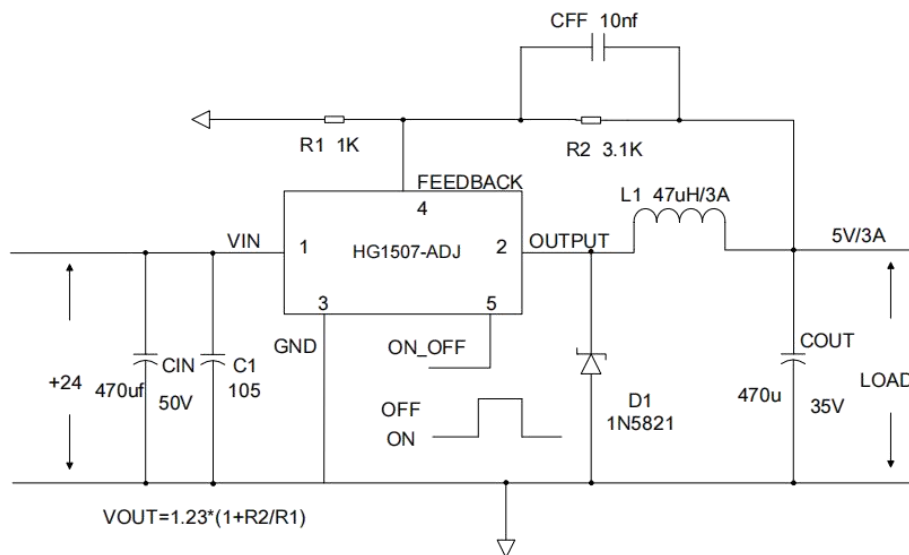 CFF 10nf
R1 1K
R2 3.1K
FEEDBACK
L1 47uH/3A
4
VIN
1
HG1507-ADJ
2
OUTPUT
5V/3A
3
5
GND
ON_OFF
CIN
C1
COUT
+24
470uf
50V
105
OFF
ON
D1
1N5821
470u
35V
LOAD
VOUT=1.23*(1+R2/R1)